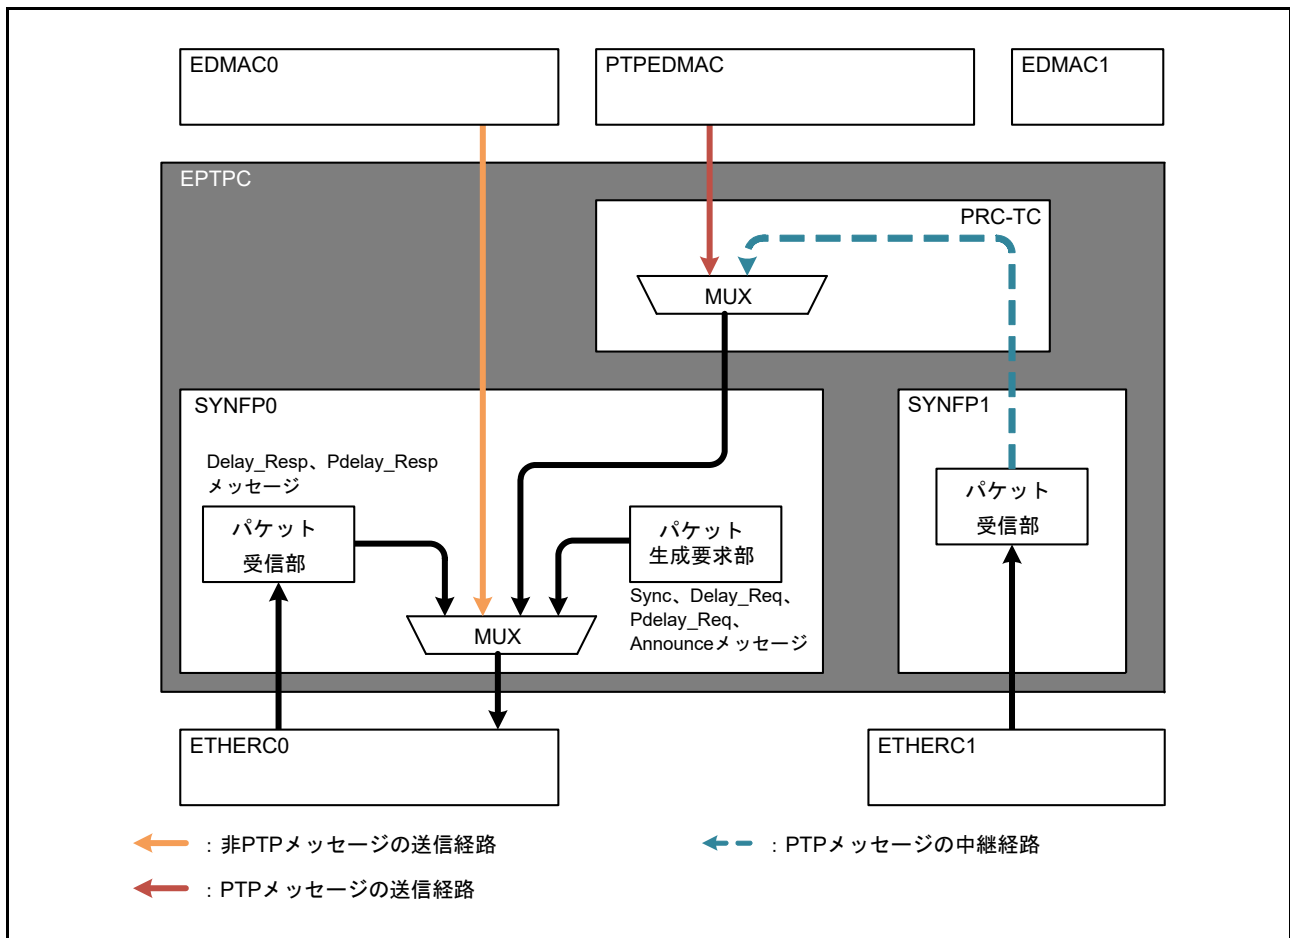 EDMAC0
PTPEDMAC
EDMAC1
EPTPC
PRC-TC
MUX
SYNFP0
SYNFP1
Delay_Resp、Pdelay_Resp
メッセージ
パケット
受信部
パケット
生成要求部
パケット
受信部
Sync、Delay_Req、
Pdelay_Req、
Announceメッセージ
MUX
ETHERC0
ETHERC1
：非PTPメッセージの送信経路
：PTPメッセージの中継経路
：PTPメッセージの送信経路